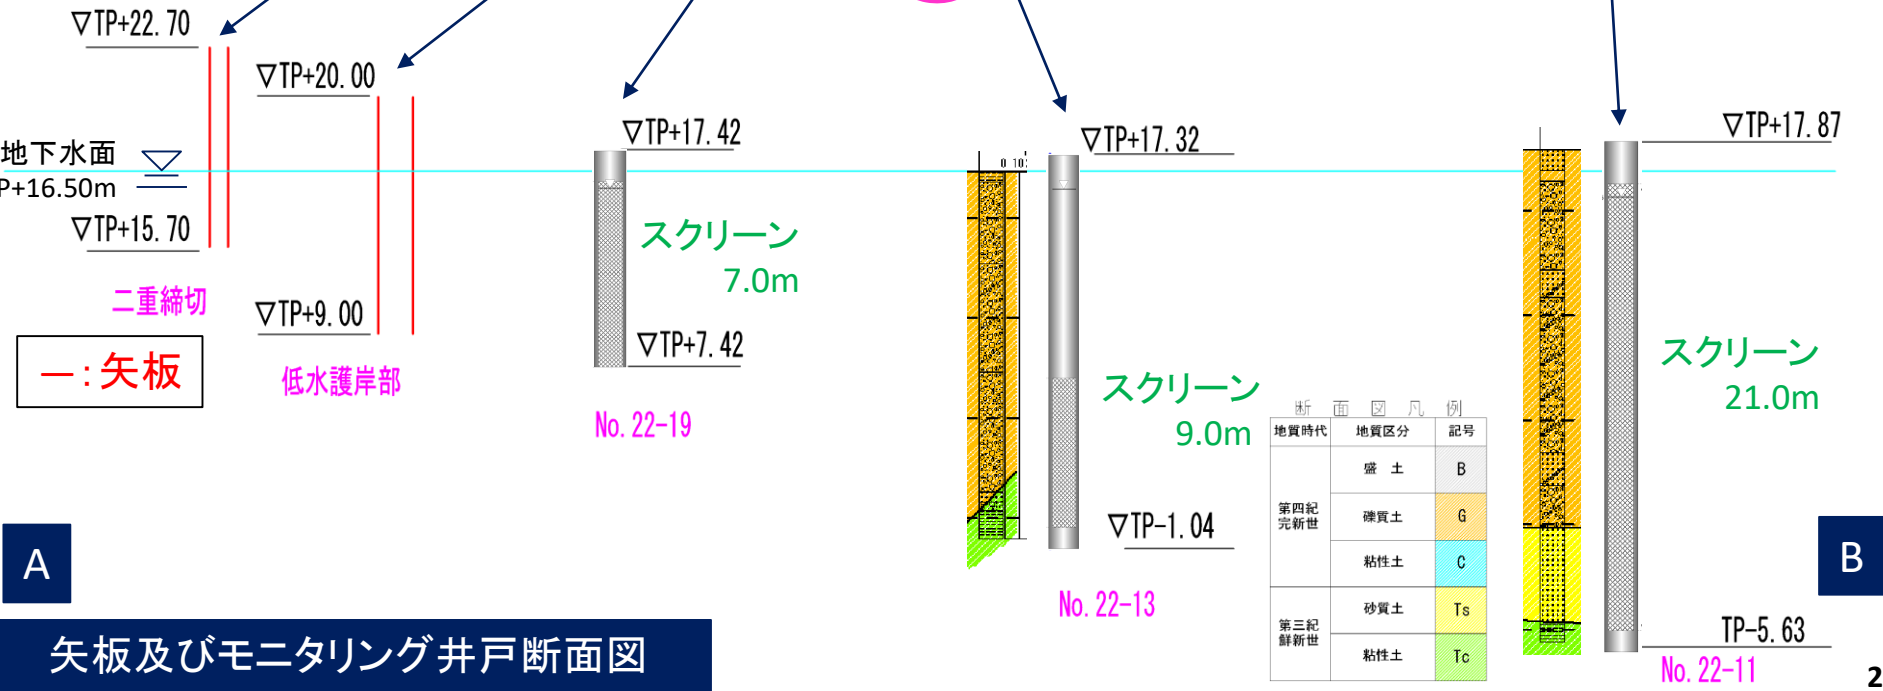 ▽TP+22.70
▽TP+20.00
地下水面
P+16.50m
▽TP+15.70
二重締切
▽TP+9.00
低水護岸部
―:矢板
▽TP+17.42
スクリーン
7.0m
▽TP+7.42
No.22-19
▽TP+17.32
0 10
スクリーン
9.0m
▽TP-1.04
No.22-13
断面図凡例
地質時代 地質区分 記号
第四紀
完新世
盛土 B
礫質土 G
粘性土 C
第三紀
鮮新世
砂質土 Ts
粘性土 Tc
▽TP+17.87
スクリーン
21.0m
TP-5.63
No.22-11
A
B
矢板及びモニタリング井戸断面図
2